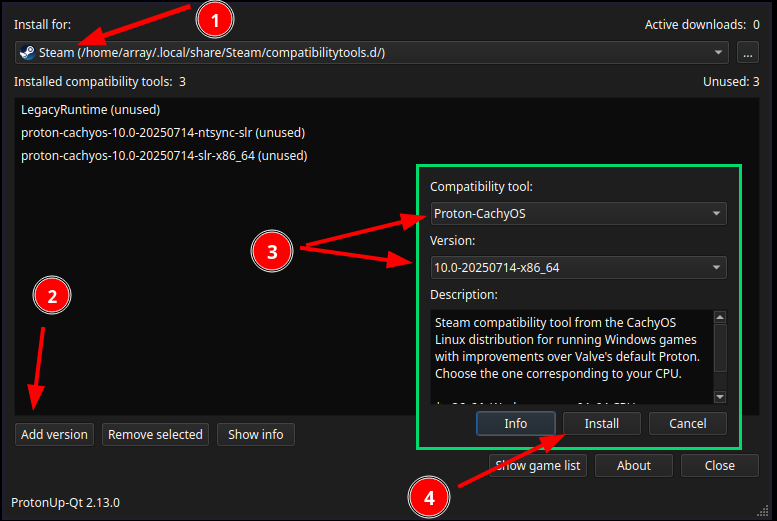 Install for:
Active downloads: 0
1
Steam (/home/array/.local/share/Steam/compatibilitytools.d/)
...
Installed compatibility tools: 3
Unused: 3
LegacyRuntime (unused)
proton-cachyos-10.0-20250714-ntsync-slr (unused)
proton-cachyos-10.0-20250714-slr-x86_64 (unused)
Compatibility tool:
Proton-CachyOS
3
Version:
10.0-20250714-x86_64
2
Description:
Steam compatibility tool from the CachyOS
Linux distribution for running Windows games
with improvements over Valve's default Proton.
Choose the one corresponding to your CPU.
Info
Install
Cancel
Add version
Remove selected
Show info
Show game list
About
Close
4
ProtonUp-Qt 2.13.0